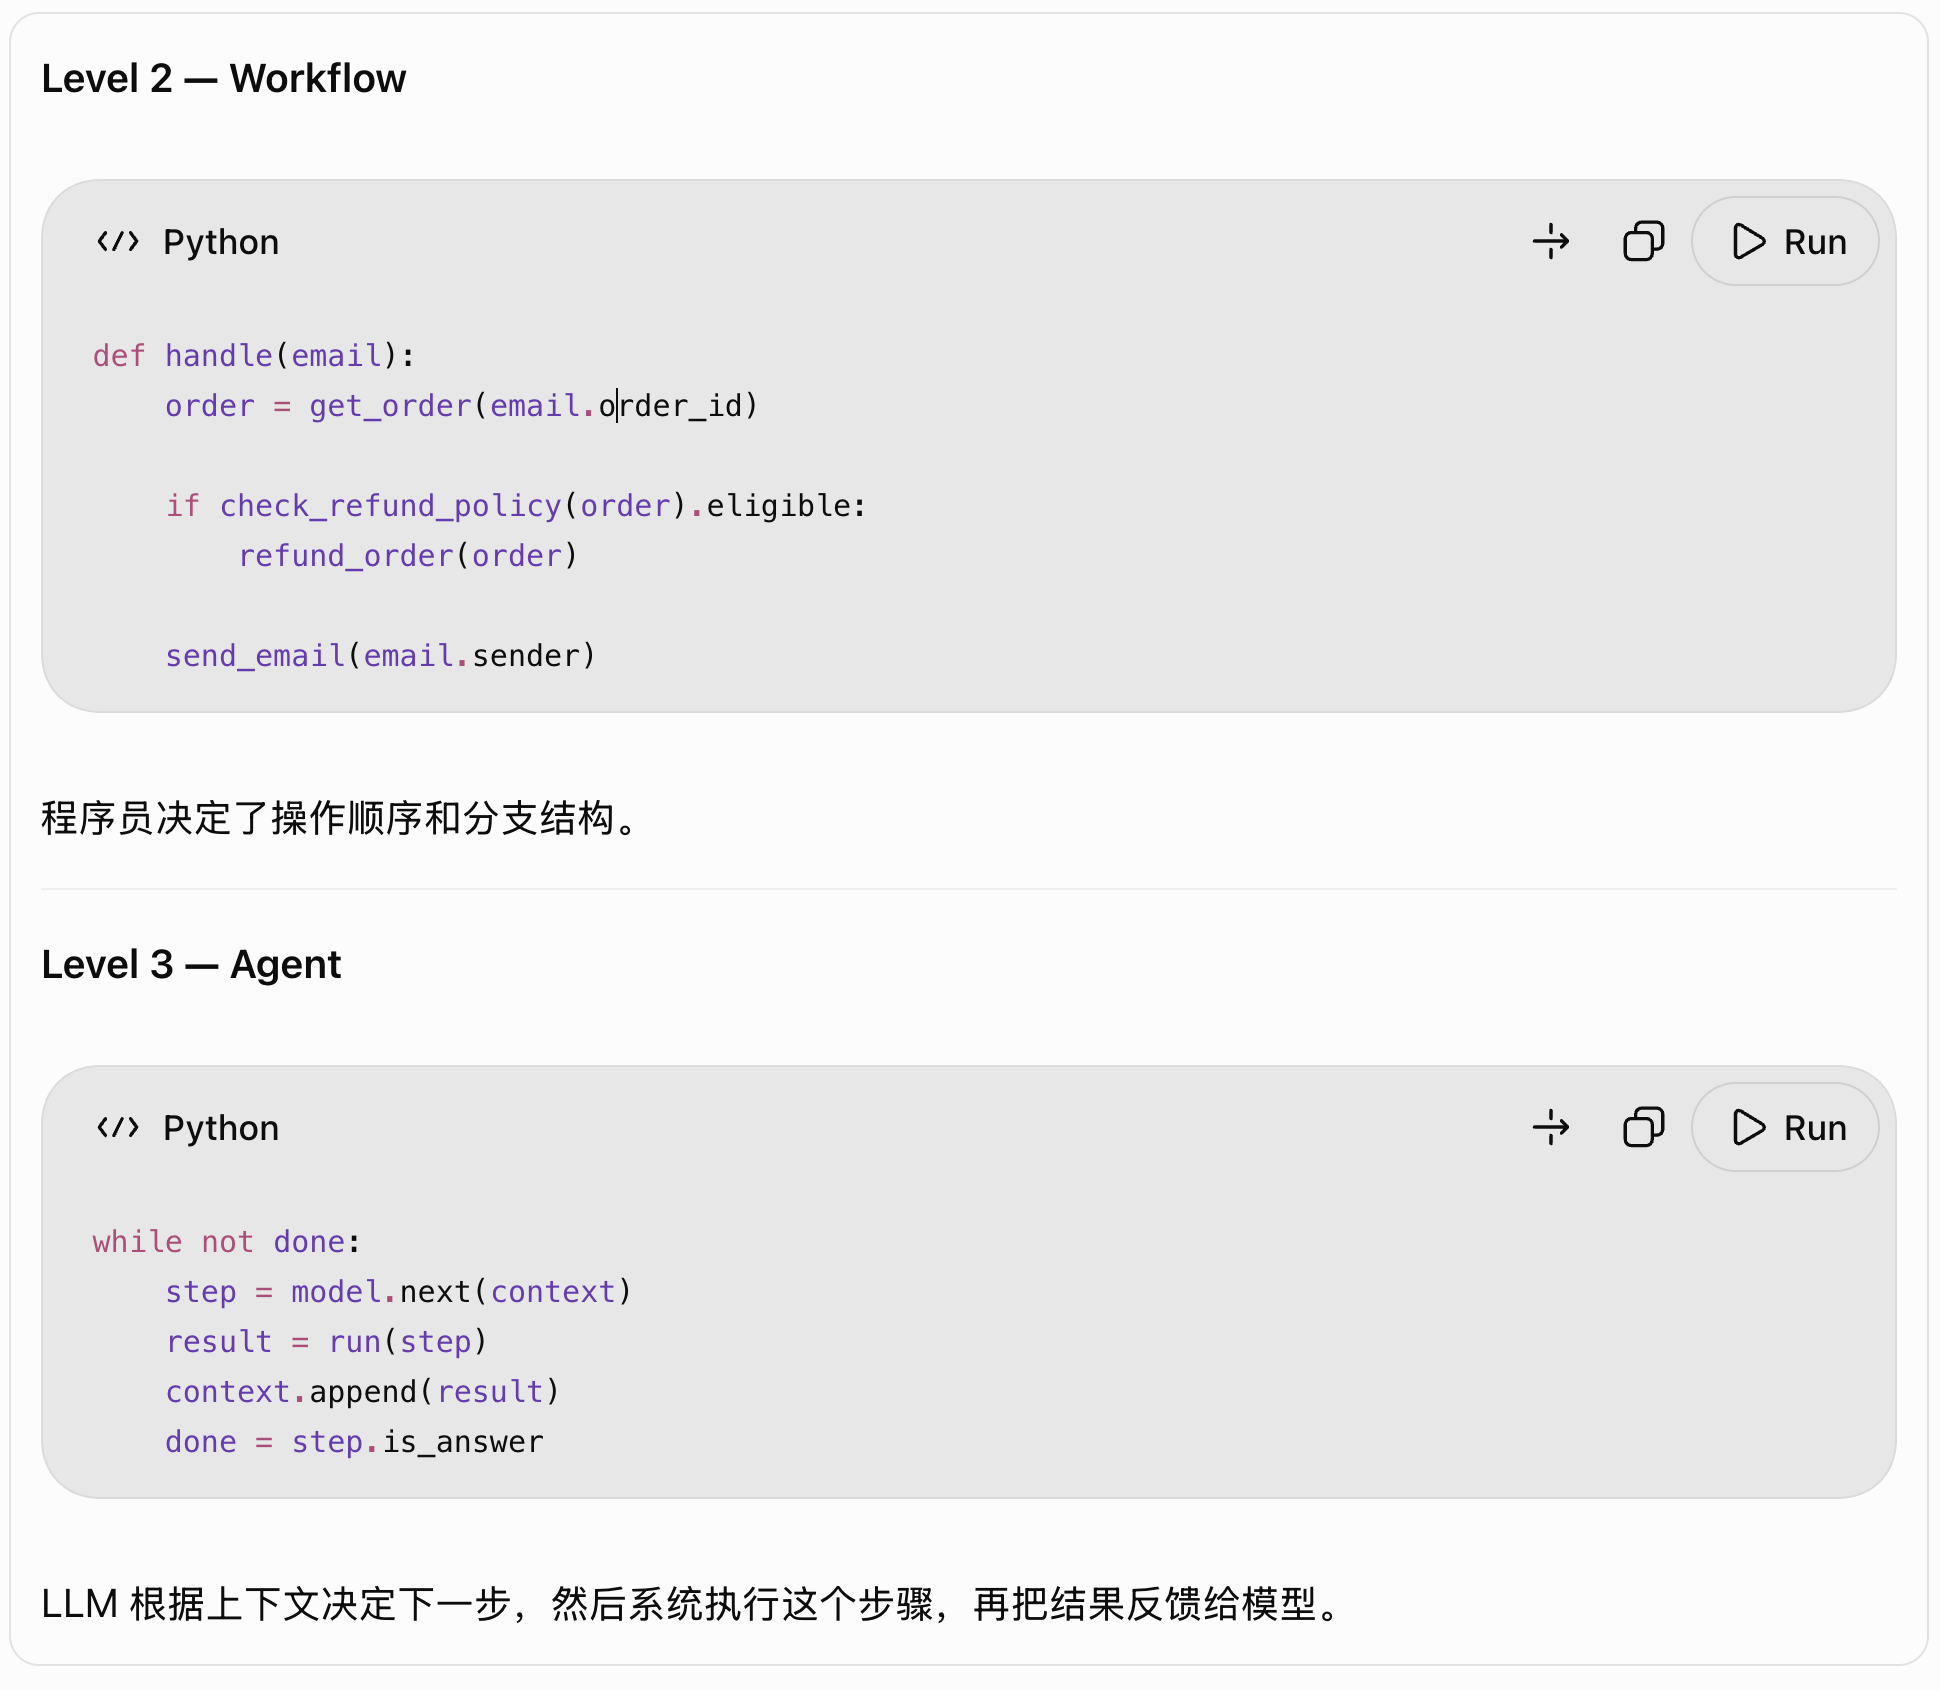 Level 2 — Workflow
</> Python
Run
def handle(email):
    order = get_order(email.order_id)
    if check_refund_policy(order).eligible:
        refund_order(order)
    send_email(email.sender)
程序员决定了操作顺序和分支结构。
Level 3 — Agent
</> Python
Run
while not done:
    step = model.next(context)
    result = run(step)
    context.append(result)
    done = step.is_answer
LLM 根据上下文决定下一步，然后系统执行这个步骤，再把结果反馈给模型。